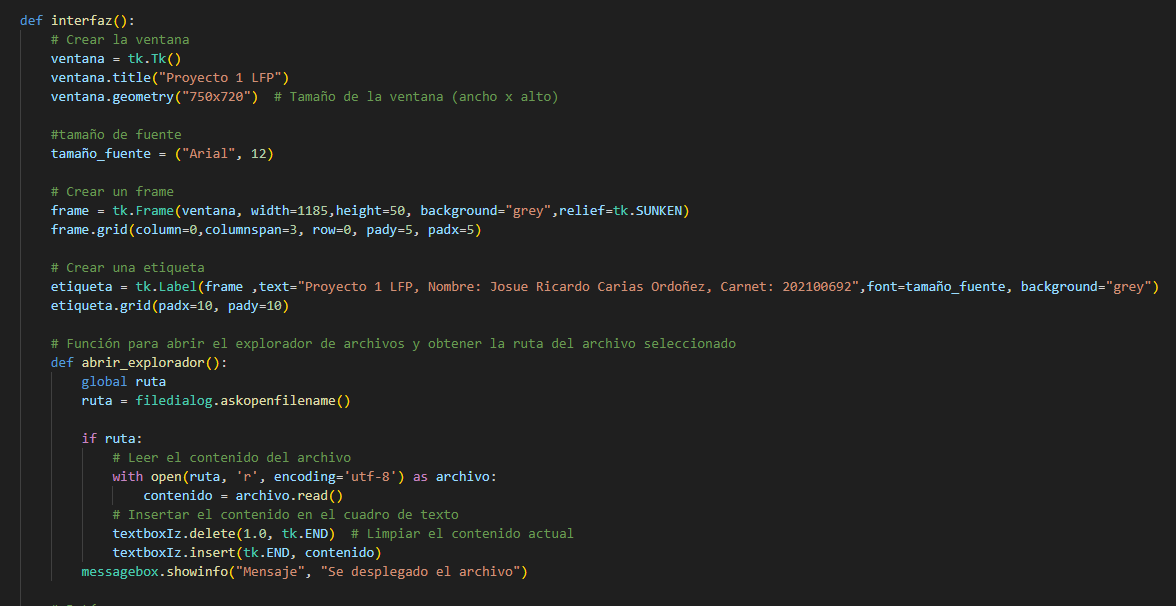 def interfaz():
    # Crear la ventana
    ventana = tk.Tk()
    ventana.title("Proyecto 1 LFP")
    ventana.geometry("750x720")  # Tamaño de la ventana (ancho x alto)

    #tamaño de fuente
    tamaño_fuente = ("Arial", 12)

    # Crear un frame
    frame = tk.Frame(ventana, width=1185,height=50, background="grey",relief=tk.SUNKEN)
    frame.grid(column=0,columnspan=3, row=0, pady=5, padx=5)

    # Crear una etiqueta
    etiqueta = tk.Label(frame ,text="Proyecto 1 LFP, Nombre: Josue Ricardo Carias Ordoñez, Carnet: 202100692",font=tamaño_fuente, background="grey")
    etiqueta.grid(padx=10, pady=10)

    # Función para abrir el explorador de archivos y obtener la ruta del archivo seleccionado
    def abrir_explorador():
        global ruta
        ruta = filedialog.askopenfilename()

        if ruta:
            # Leer el contenido del archivo
            with open(ruta, 'r', encoding='utf-8') as archivo:
                contenido = archivo.read()
            # Insertar el contenido en el cuadro de texto
            textboxIz.delete(1.0, tk.END)  # Limpiar el contenido actual
            textboxIz.insert(tk.END, contenido)
        messagebox.showinfo("Mensaje", "Se desplegado el archivo")